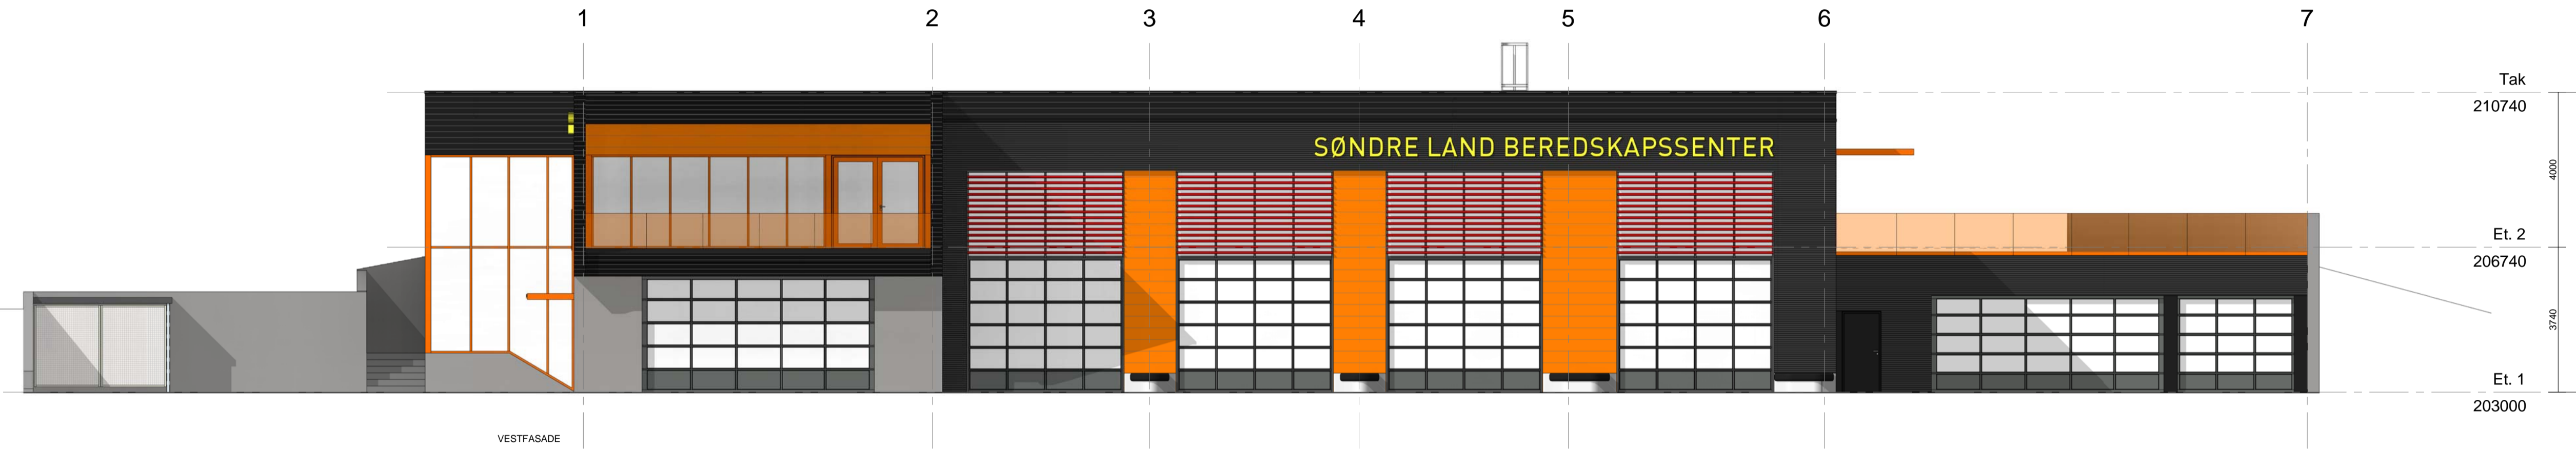 1 2 3 4 5 6 7
Tak
210740
SØNDRE LAND BEREDSKAPSSENTER
4000
Et. 2
206740
3740
Et. 1
203000
VESTFASADE